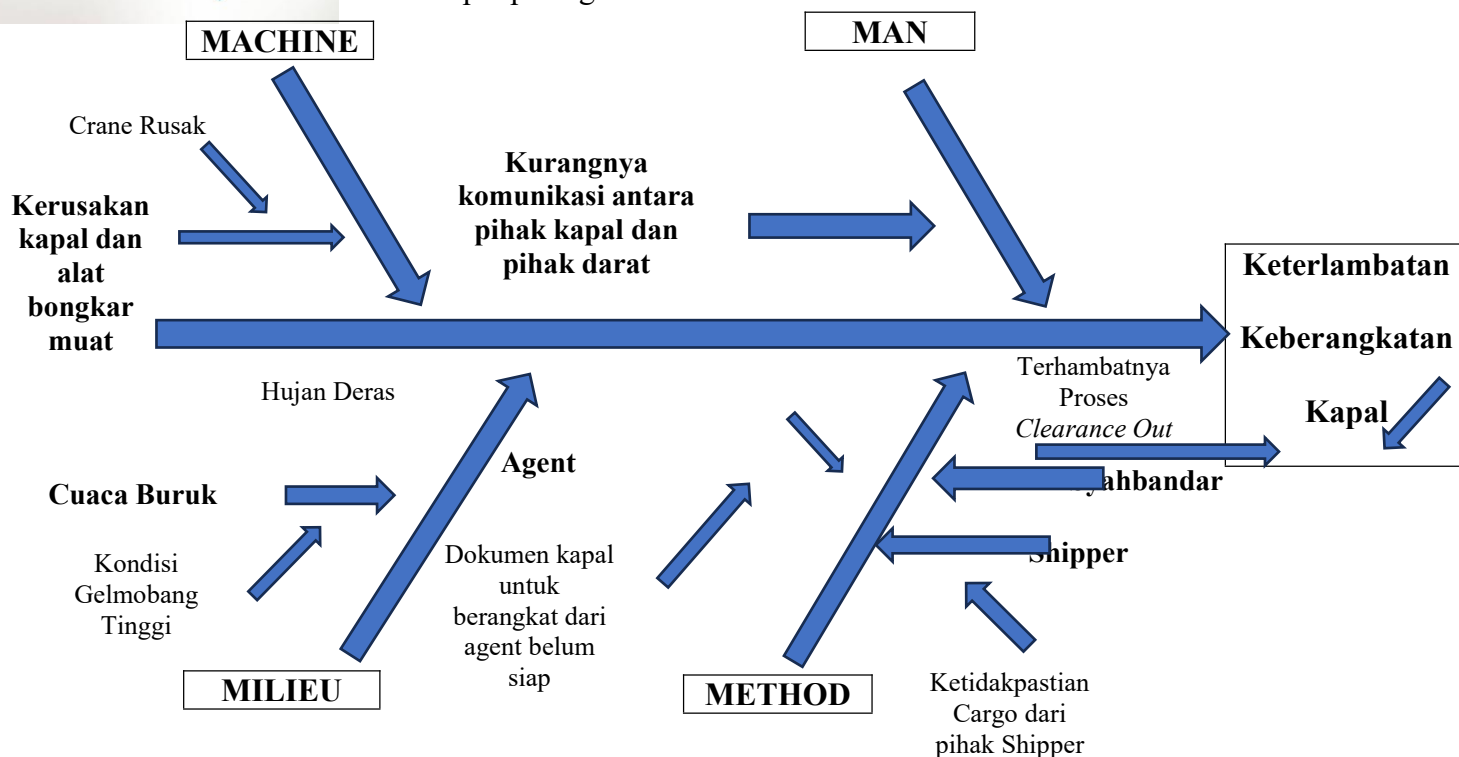 MACHINE
MAN
Crane Rusak
Kurangnya
komunikasi antara
pihak kapal dan
pihak darat
Kerusakan
kapal dan
alat
bongkar
muat
Keterlambatan
Keberangkatan
Kapal
Terhambatnya
Proses
Clearance Out
Hujan Deras
Agent
Cuaca Buruk
Shipper
Kondisi
Gelmobang
Tinggi
Dokumen kapal
untuk
berangkat dari
agent belum
siap
MILIEU
METHOD
Ketidakpastian
Cargo dari
pihak Shipper